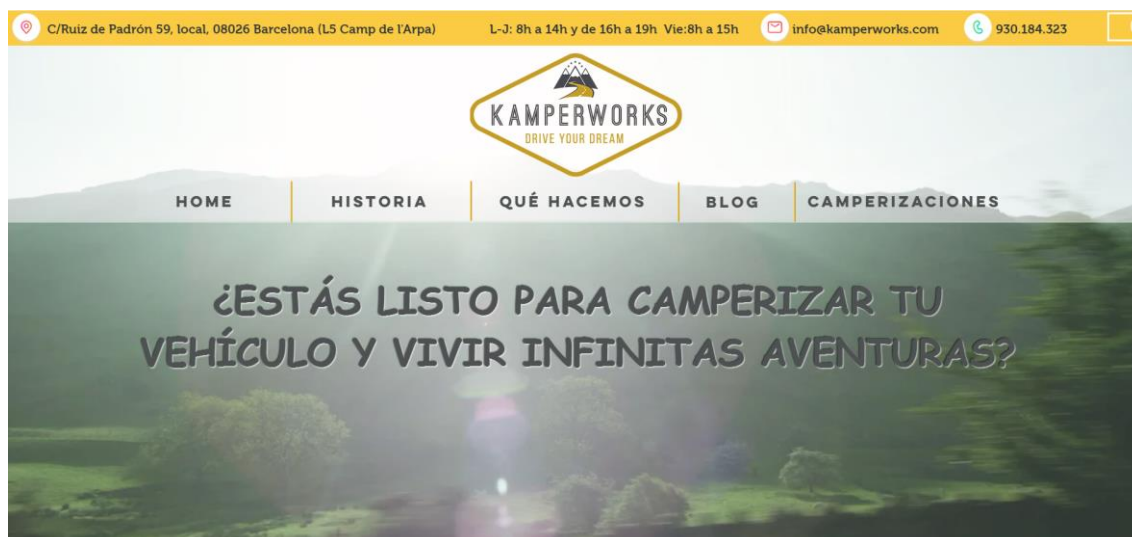 C/Ruiz de Padrón 59, local, 08026 Barcelona (L5 Camp de l'Arpa) L-J: 8h a 14h y de 16h a 19h Vie:8h a 15h info@kamperworks.com 930.184.323
KAMPERWORKS
DRIVE YOUR DREAM
HOME HISTORIA QUÉ HACEMOS BLOG CAMPERIZACIONES
¿ESTÁS LISTO PARA CAMPERIZAR TU
VEHÍCULO Y VIVIR INFINITAS AVENTURAS?